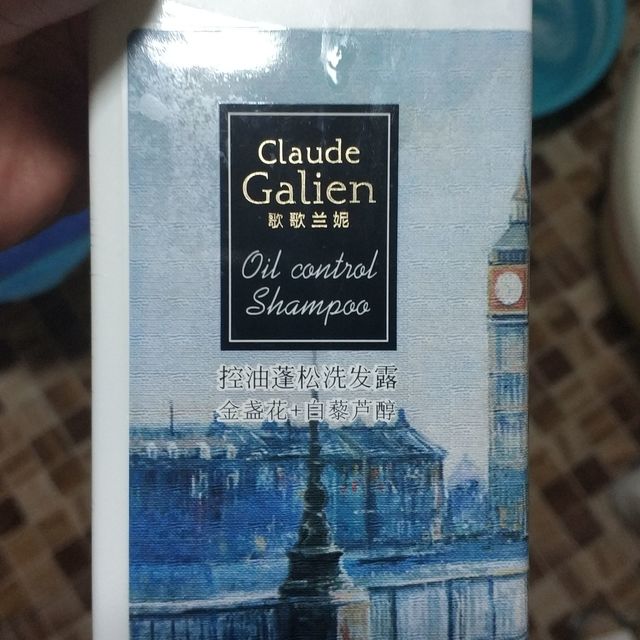 Claude
Galien
歌歌兰妮
Oil control
Shampoo
控油蓬松洗发露
金盏花+白藜芦醇